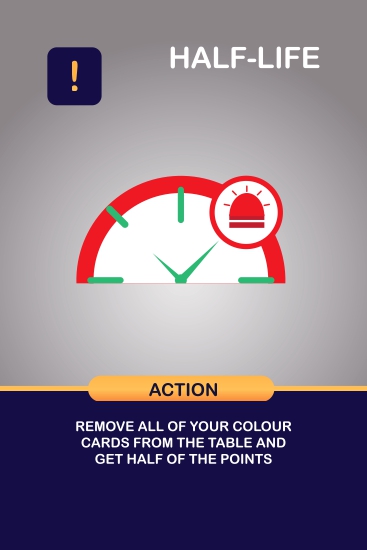 !
HALF-LIFE
ACTION
REMOVE ALL OF YOUR COLOUR
CARDS FROM THE TABLE AND
GET HALF OF THE POINTS